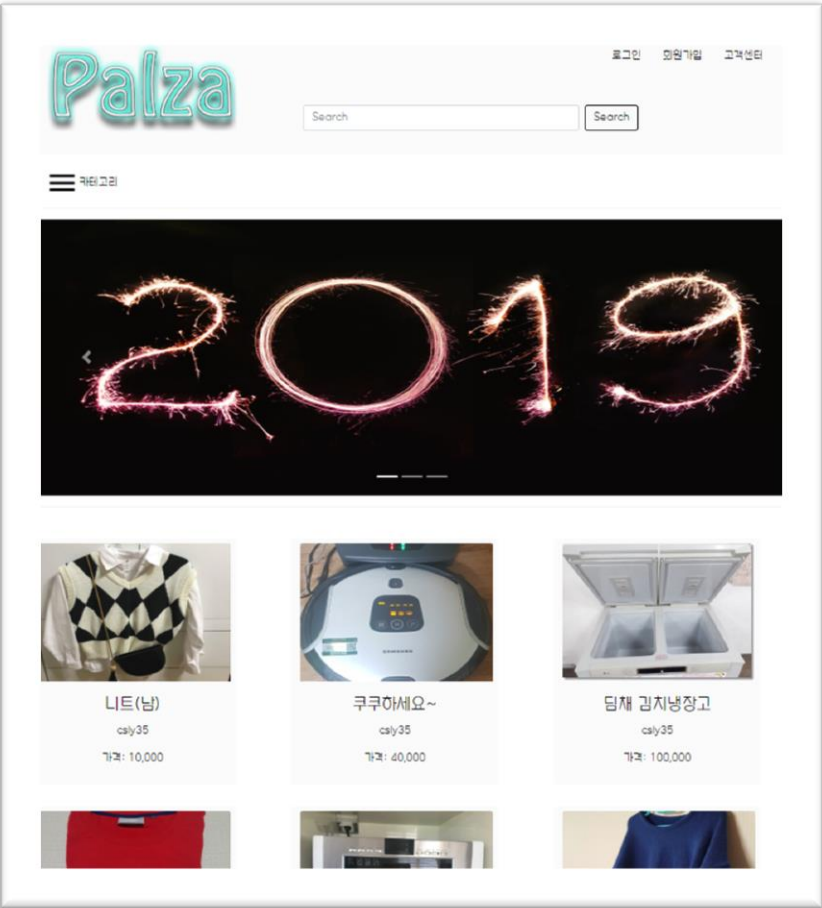 Palza
로그인 회원가입 고객센터
Search Search
카테고리
2019
SAMSUNG
니트(남) 쿠쿠하세요~ 딤채 김치냉장고
csly35 csly35 csly35
가격: 10,000 가격: 40,000 가격: 100,000